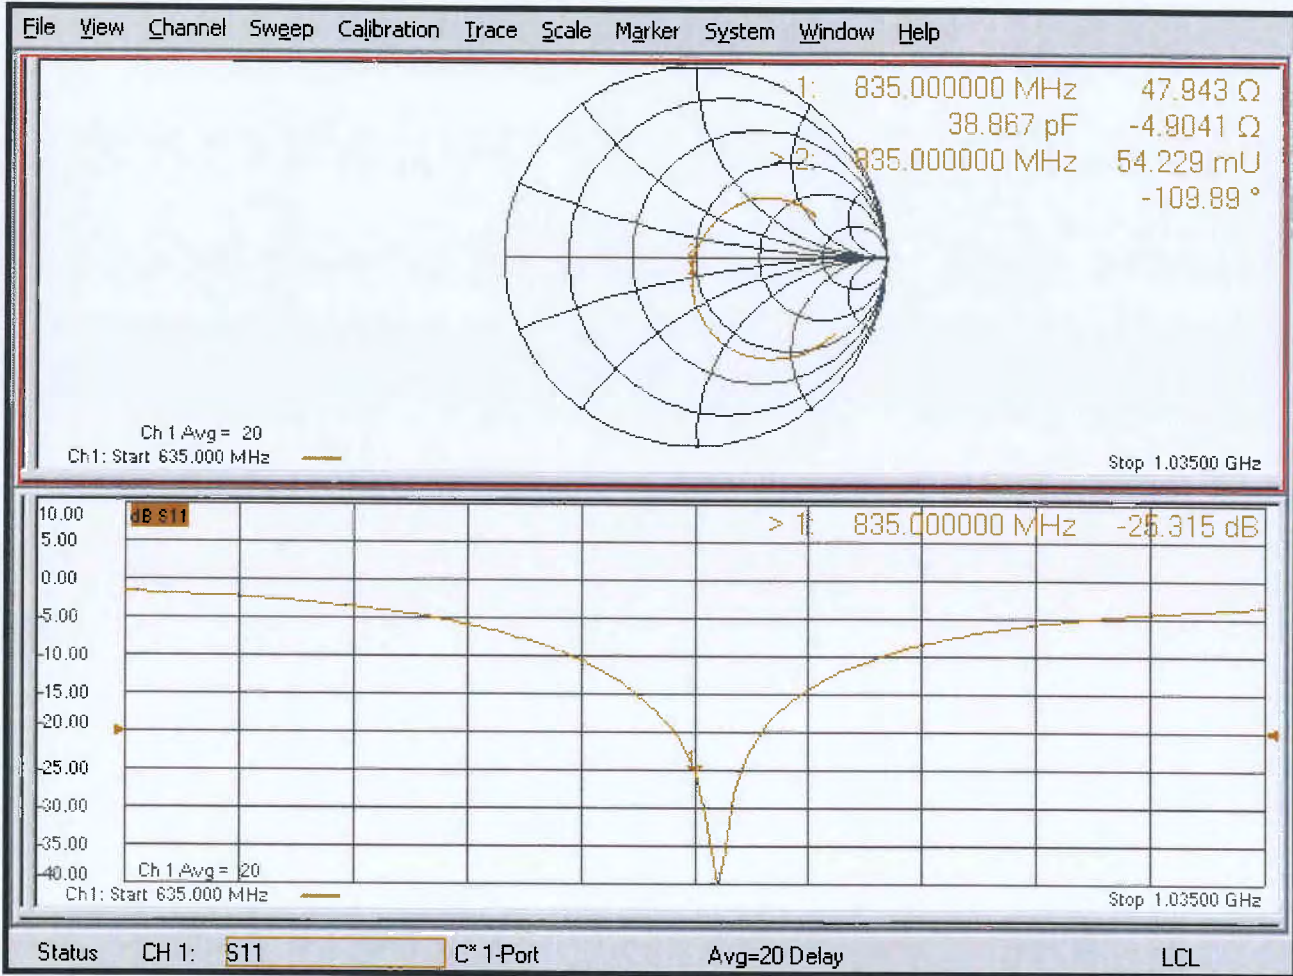 File View Channel Sweep Calibration Trace Scale Marker System Window Help
1: 835.000000 MHz 47.943 Ω
38.867 pF -4.9041 Ω
> 2: 835.000000 MHz 54.229 mU
-109.89 °
Ch 1 Avg = 20
Ch1: Start 635.000 MHz
Stop 1.03500 GHz
10.00
dB S11
> 1: 835.000000 MHz -25.315 dB
5.00
0.00
-5.00
-10.00
-15.00
-20.00
-25.00
-30.00
-35.00
-40.00
Ch 1 Avg = 20
Ch1: Start 635.000 MHz
Stop 1.03500 GHz
Status CH 1: S11 C* 1-Port Avg=20 Delay LCL